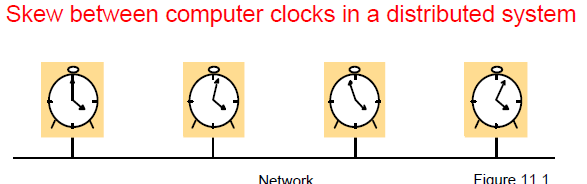 Skew between computer clocks in a distributed system
Network
Figure 11.1